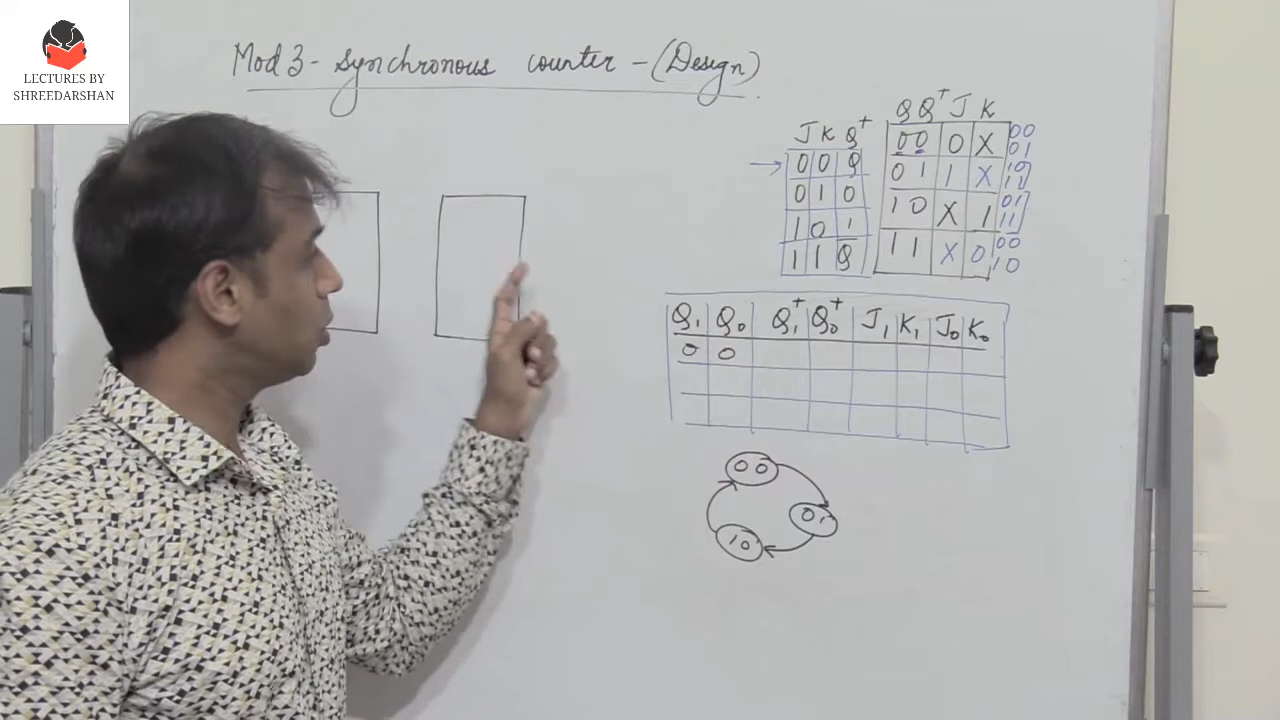 LECTURES BY
SHREEDARSHAN
Mod 3 - Synchronous counter - (Design)
J K Q⁺
→ 0 0 Q
0 1 0
1 0 1
1 1 Q
Q Q⁺ J K
0 0 0 X 00 01
0 1 1 X 10 11
1 0 X 1 01 11
1 1 X 0 00 10
Q₁ Q₀ Q₁⁺ Q₀⁺ J₁ K₁ J₀ K₀
0 0
00
01
10